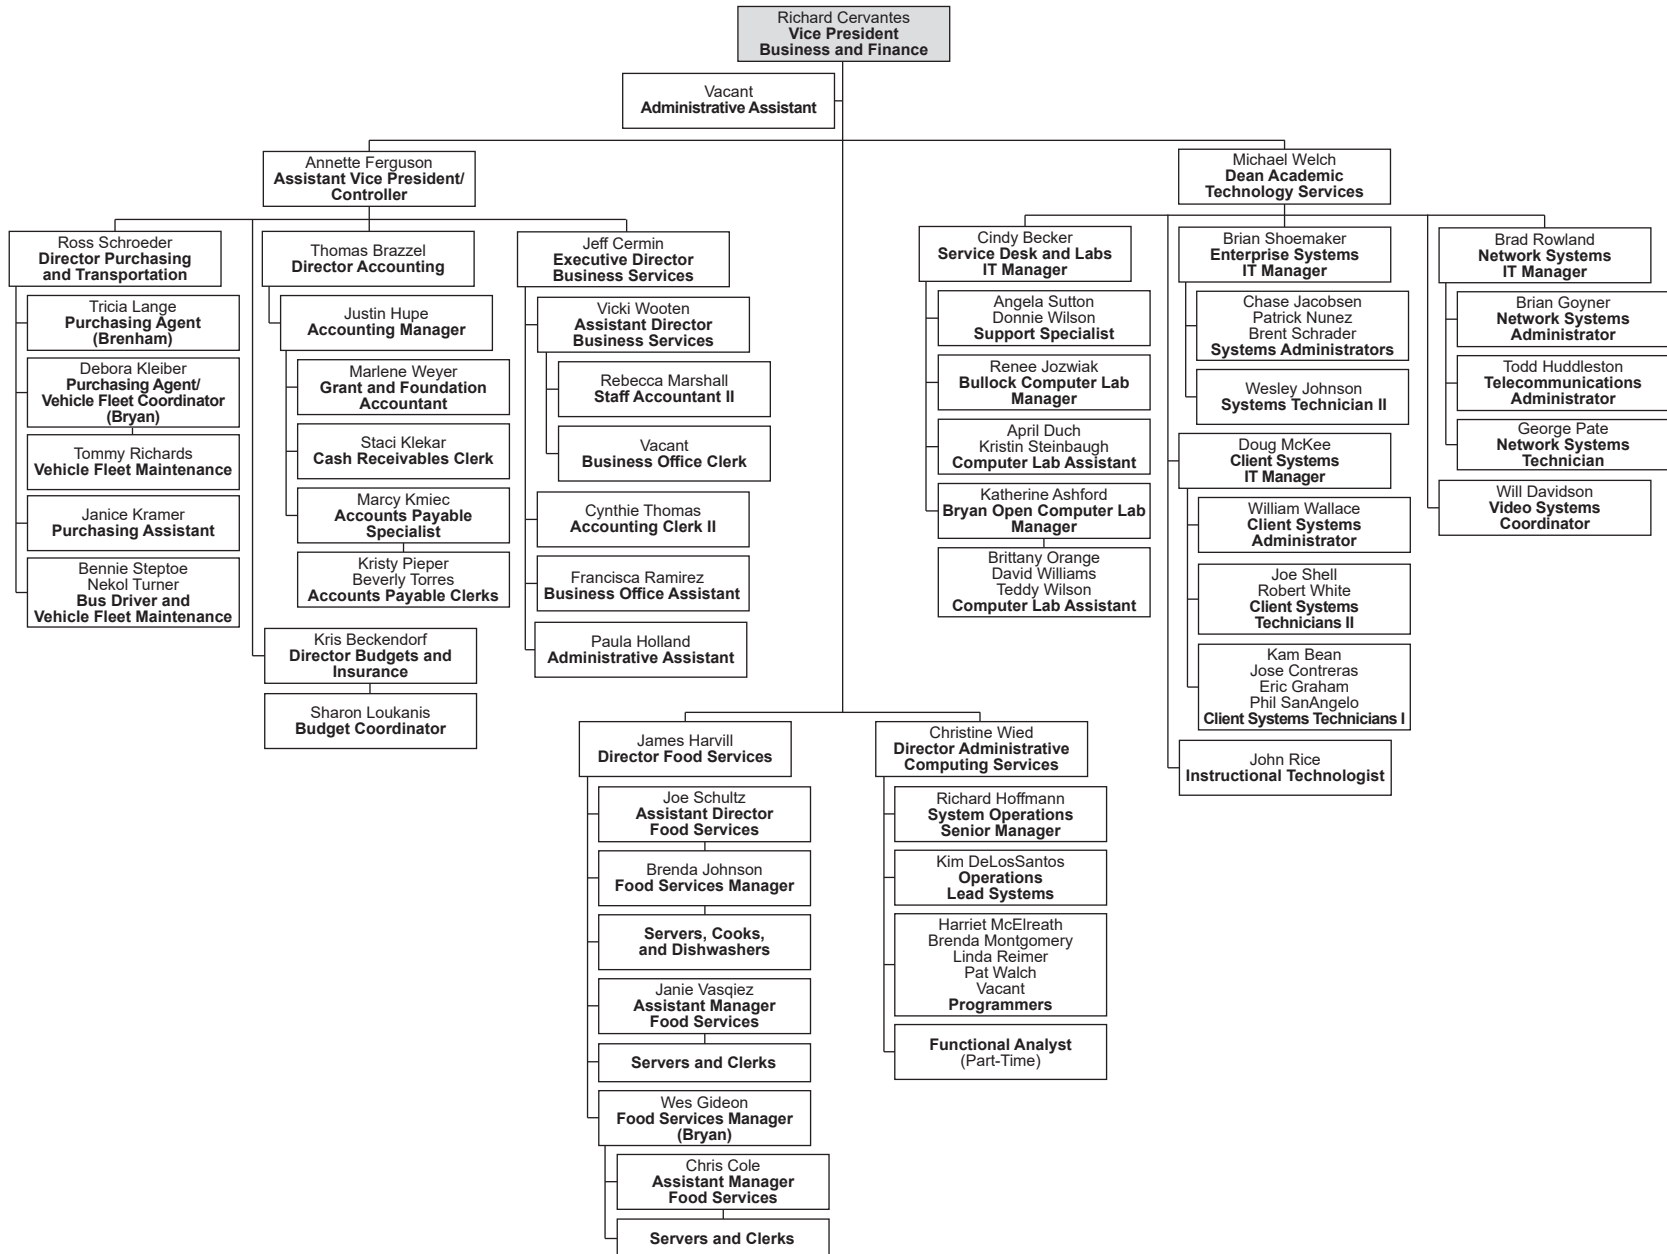 Richard Cervantes
Vice President
Business and Finance
Vacant
Administrative Assistant
Annette Ferguson
Assistant Vice President/
Controller
Ross Schroeder
Director Purchasing
and Transportation
Tricia Lange
Purchasing Agent
(Brenham)
Debora Kleiber
Purchasing Agent/
Vehicle Fleet Coordinator
(Bryan)
Tommy Richards
Vehicle Fleet Maintenance
Janice Kramer
Purchasing Assistant
Bennie Steptoe
Nekol Turner
Bus Driver and
Vehicle Fleet Maintenance
Thomas Brazzel
Director Accounting
Justin Hupe
Accounting Manager
Marlene Weyer
Grant and Foundation
Accountant
Staci Klekar
Cash Receivables Clerk
Marcy Kmiec
Accounts Payable
Specialist
Kristy Pieper
Beverly Torres
Accounts Payable Clerks
Kris Beckendorf
Director Budgets and
Insurance
Sharon Loukanis
Budget Coordinator
Jeff Cermin
Executive Director
Business Services
Vicki Wooten
Assistant Director
Business Services
Rebecca Marshall
Staff Accountant II
Vacant
Business Office Clerk
Cynthie Thomas
Accounting Clerk II
Francisca Ramirez
Business Office Assistant
Paula Holland
Administrative Assistant
James Harvill
Director Food Services
Joe Schultz
Assistant Director
Food Services
Brenda Johnson
Food Services Manager
Servers, Cooks,
and Dishwashers
Janie Vasqiez
Assistant Manager
Food Services
Servers and Clerks
Wes Gideon
Food Services Manager
(Bryan)
Chris Cole
Assistant Manager
Food Services
Servers and Clerks
Christine Wied
Director Administrative
Computing Services
Richard Hoffmann
System Operations
Senior Manager
Kim DeLosSantos
Operations
Lead Systems
Harriet McElreath
Brenda Montgomery
Linda Reimer
Pat Walch
Vacant
Programmers
Functional Analyst
(Part-Time)
Michael Welch
Dean Academic
Technology Services
Cindy Becker
Service Desk and Labs
IT Manager
Angela Sutton
Donnie Wilson
Support Specialist
Renee Jozwiak
Bullock Computer Lab
Manager
April Duch
Kristin Steinbaugh
Computer Lab Assistant
Katherine Ashford
Bryan Open Computer Lab
Manager
Brittany Orange
David Williams
Teddy Wilson
Computer Lab Assistant
Brian Shoemaker
Enterprise Systems
IT Manager
Chase Jacobsen
Patrick Nunez
Brent Schrader
Systems Administrators
Wesley Johnson
Systems Technician II
Doug McKee
Client Systems
IT Manager
William Wallace
Client Systems
Administrator
Joe Shell
Robert White
Client Systems
Technicians II
Kam Bean
Jose Contreras
Eric Graham
Phil SanAngelo
Client Systems Technicians I
John Rice
Instructional Technologist
Brad Rowland
Network Systems
IT Manager
Brian Goyner
Network Systems
Administrator
Todd Huddleston
Telecommunications
Administrator
George Pate
Network Systems
Technician
Will Davidson
Video Systems
Coordinator